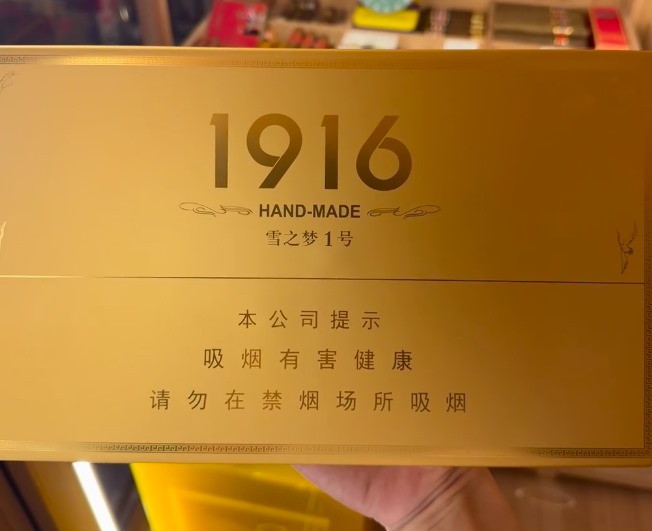 1916
HAND-MADE
雪之梦1号
本公司提示
吸烟有害健康
请勿在禁烟场所吸烟